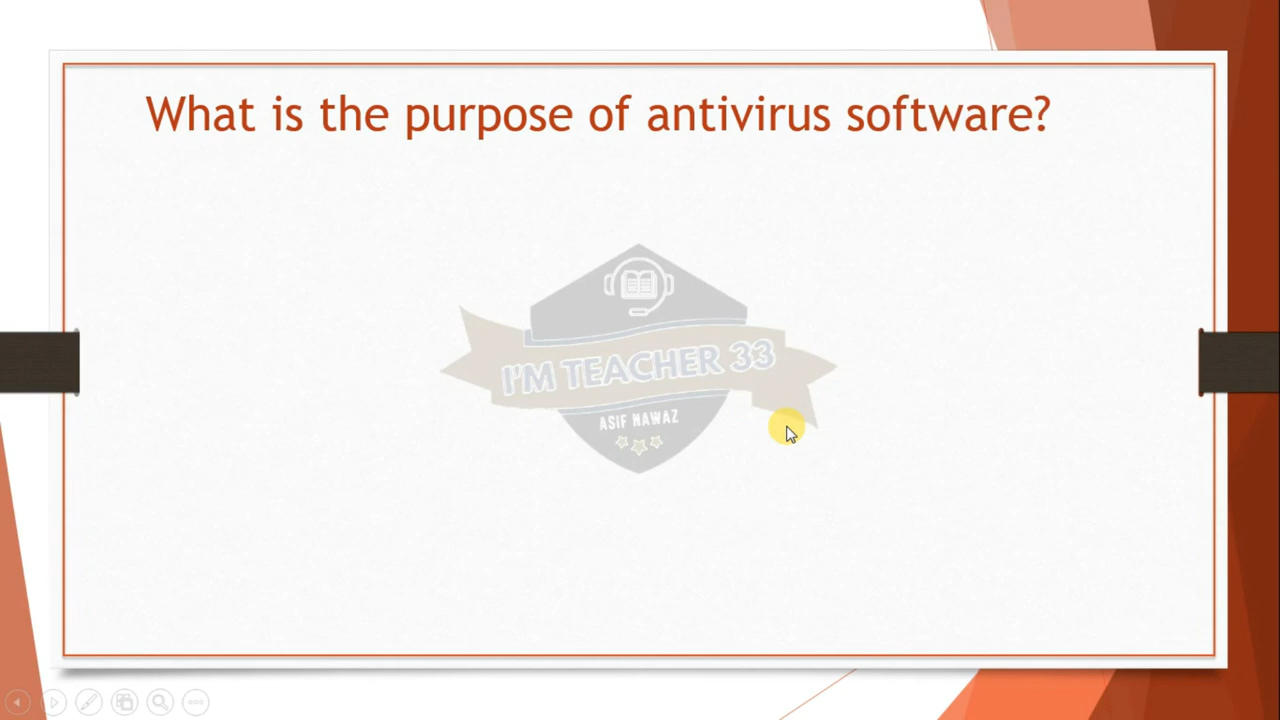 What is the purpose of antivirus software?
I'M TEACHER 33
ASIF NAWAZ